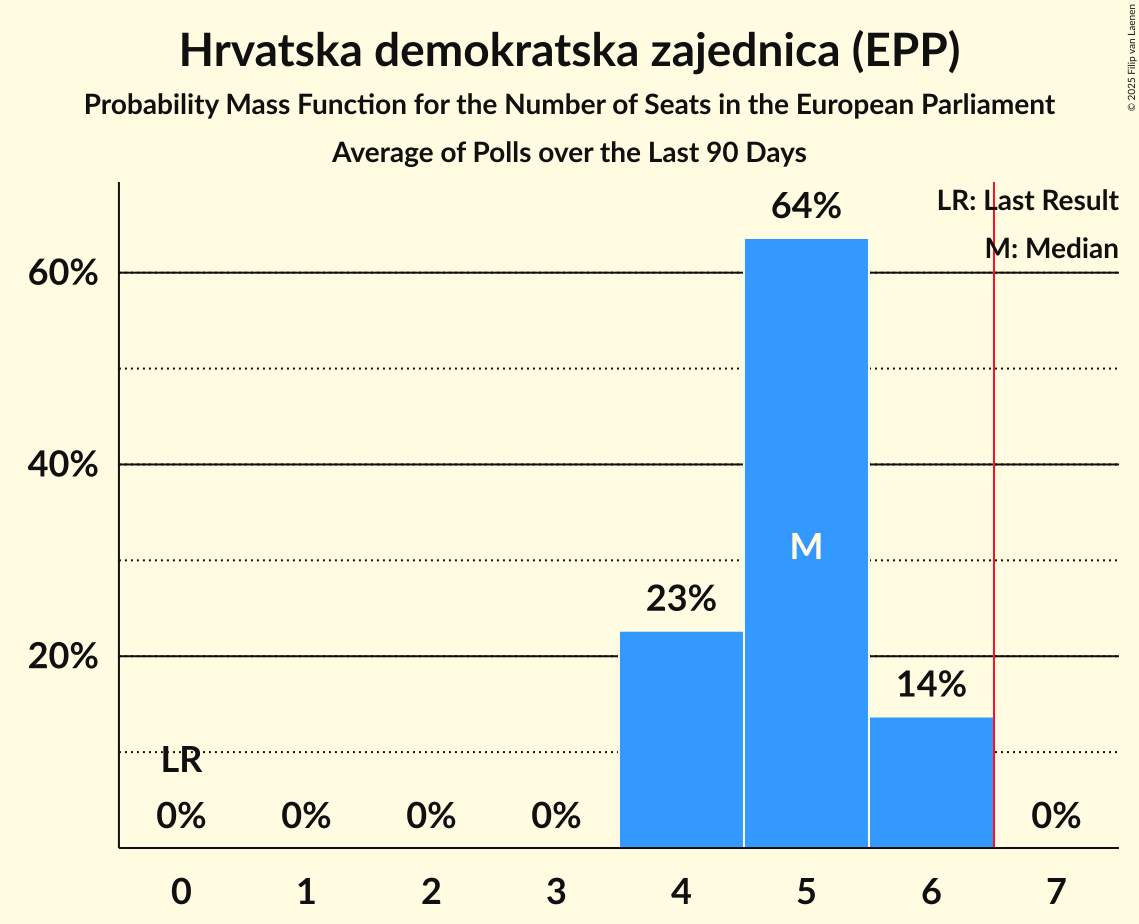 Hrvatska demokratska zajednica (EPP)
Probability Mass Function for the Number of Seats in the European Parliament
Average of Polls over the Last 90 Days
© 2025 Filip van Laenen
LR: Last Result
M: Median
64%
60%
40%
M
23%
20%
14%
LR
0% 0% 0% 0% 0%
0 1 2 3 4 5 6 7